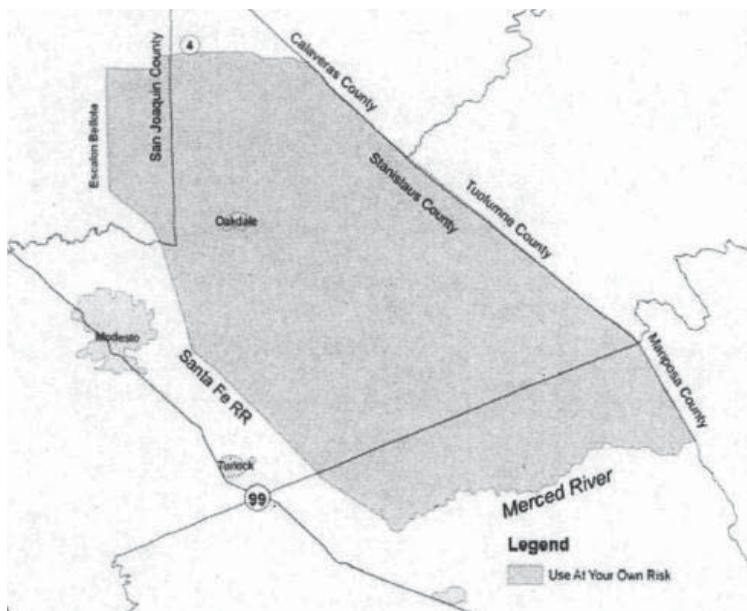 4
Calaveras County
San Joaquin County
Escalon Bellota
Stanislaus County
Tuolumne County
Oakdale
Modesto
Santa Fe RR
Mariposa County
Turlock
99
Merced River
Legend
Use At Your Own Risk